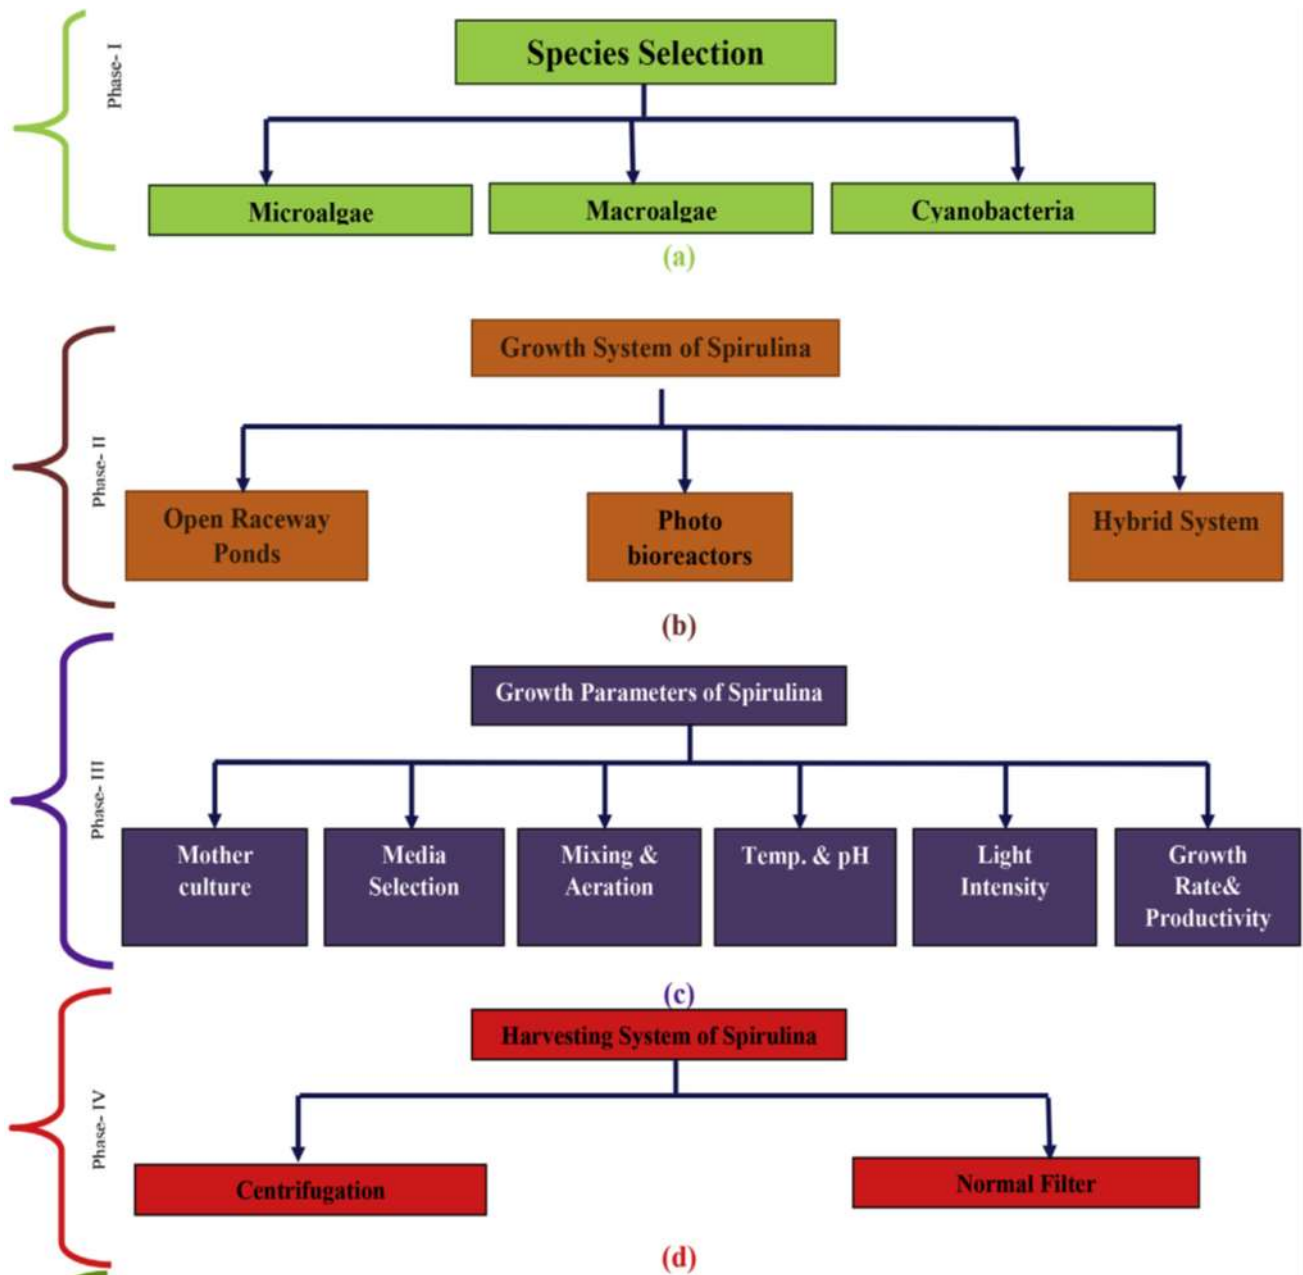 Phase- I
Species Selection
Microalgae
Macroalgae
Cyanobacteria
(a)
Phase- II
Growth System of Spirulina
Open Raceway
Ponds
Photo
bioreactors
Hybrid System
(b)
Phase- III
Growth Parameters of Spirulina
Mother
culture
Media
Selection
Mixing &
Aeration
Temp. & pH
Light
Intensity
Growth
Rate&
Productivity
(c)
Phase- IV
Harvesting System of Spirulina
Centrifugation
Normal Filter
(d)